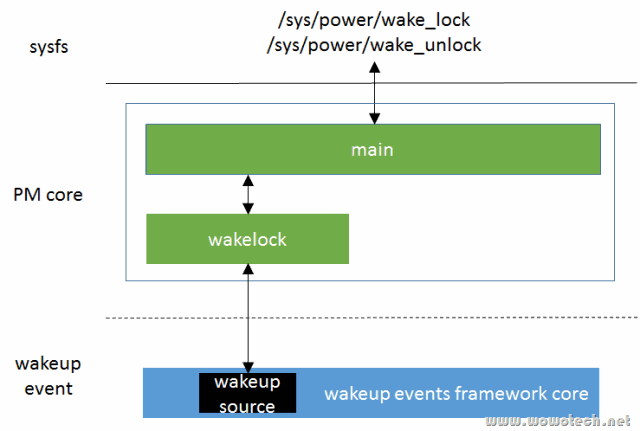 /sys/power/wake_lock
sysfs
/sys/power/wake_unlock
main
PM core
wakelock
wakeup
event
wakeup
source
wakeup events framework core
www.wowotech.net